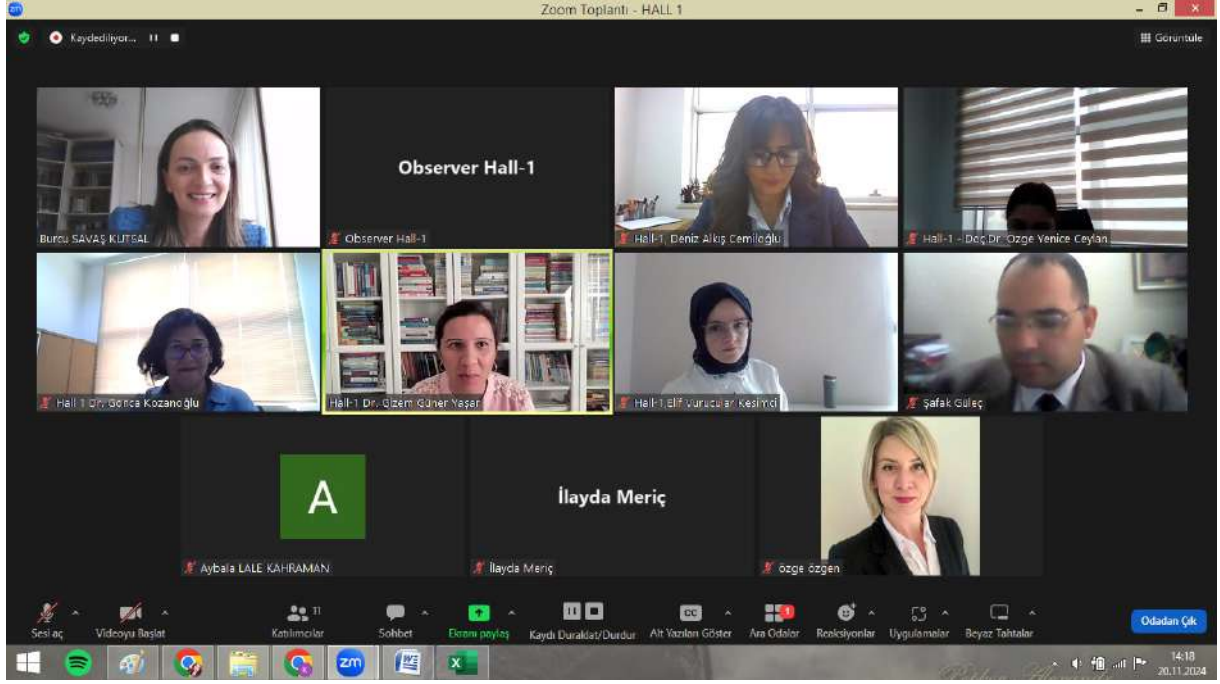 Zoom Toplantı - HALL 1
Kaydediliyor...
Görüntüle
Burcu SAVAŞ KUTSAL
Observer Hall-1
Observer Hall-1
Hall-1, Deniz Alkış Cemiloğlu
Hall-1 - Doç.Dr. Özge Yenice Ceylan
Hall 1 Dr. Gonca Kozanoğlu
Hall-1 Dr. Gizem Güner Yaşar
Hall-1,Elif Vurucular Kesimci
Şafak Güleç
A
İlayda Meriç
Aybala LALE KAHRAMAN
İlayda Meriç
özge özgen
11
CC
1
Sesi aç
Videoyu Başlat
Katılımcılar
Sohbet
Ekranı paylaş
Kaydı Duraklat/Durdur
Alt Yazıları Göster
Ara Odalar
Reaksiyonlar
Uygulamalar
Beyaz Tahtalar
Odadan Çık
zm
14:18
20.11.2024